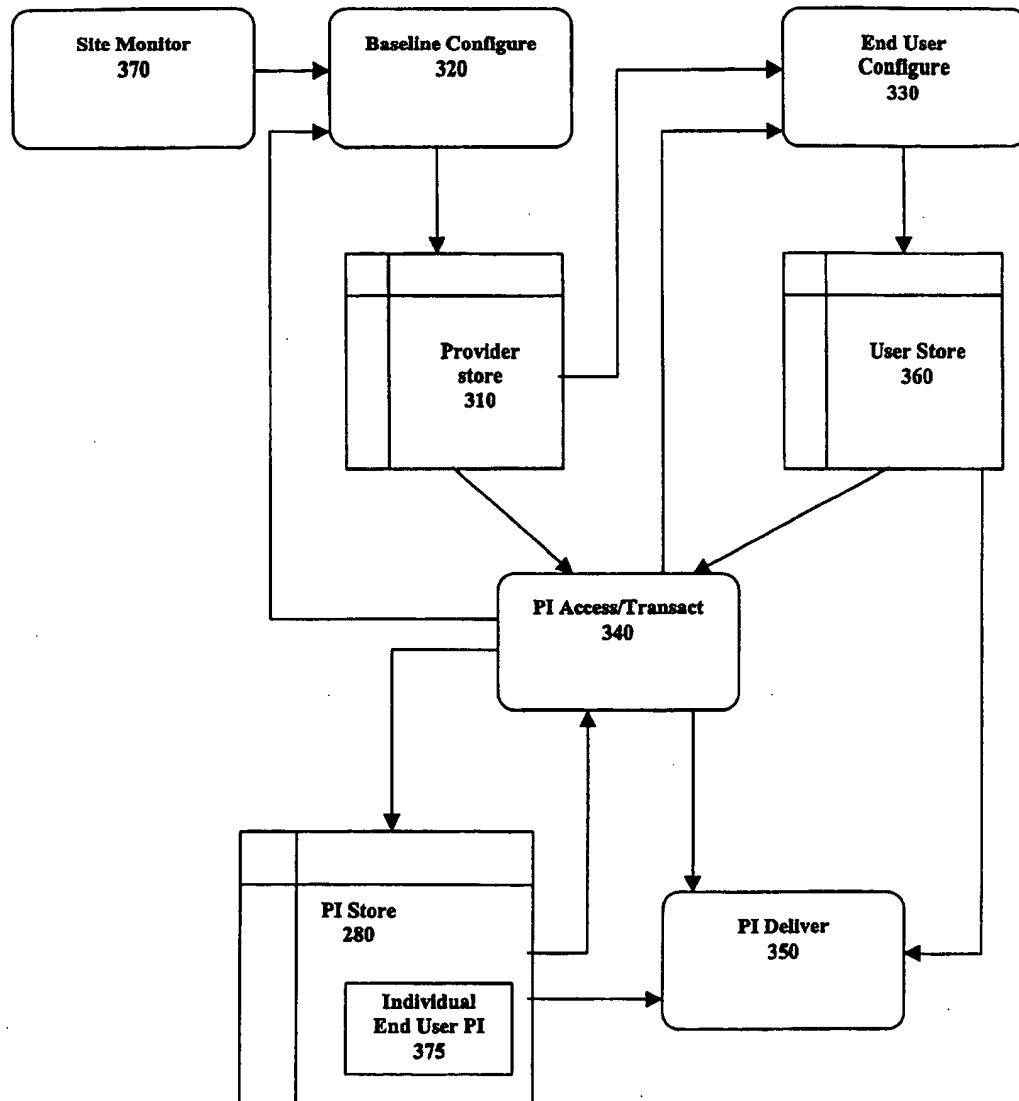 Site Monitor
370
Baseline Configure
320
End User
Configure
330
Provider
store
310
User Store
360
PI Access/Transact
340
PI Store
280
Individual
End User PI
375
PI Deliver
350